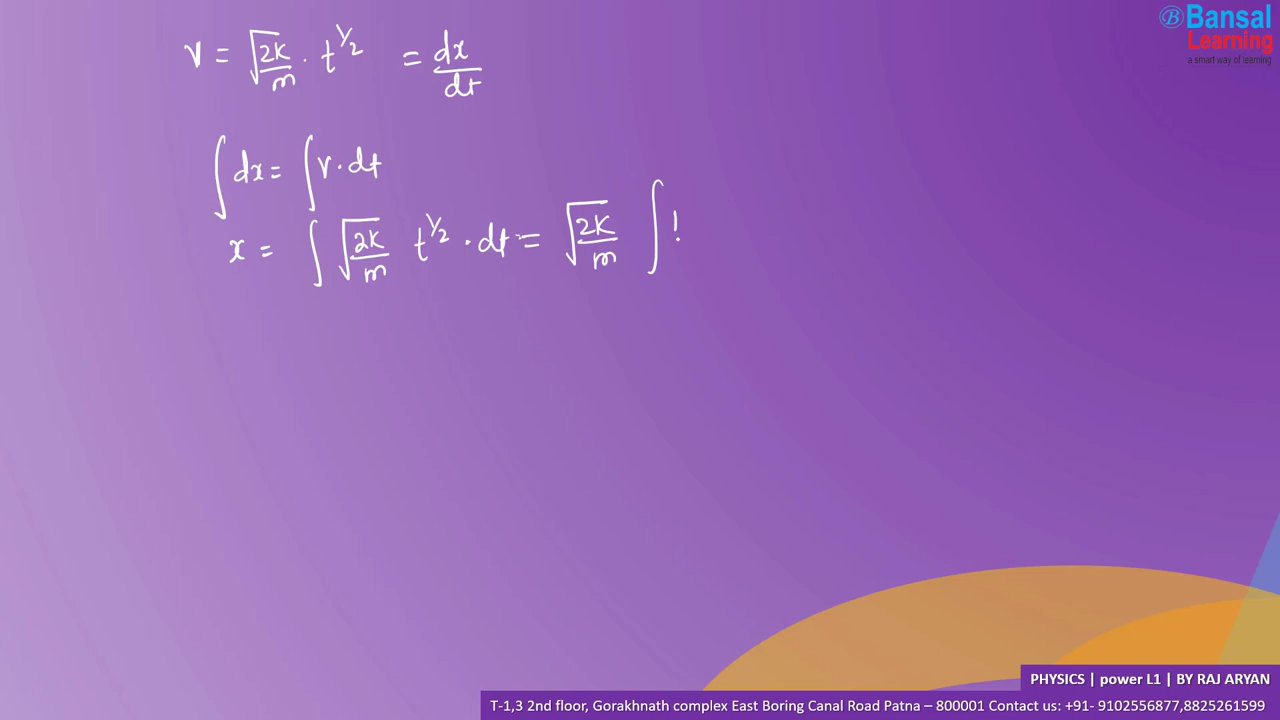 Bansal
Learning
a smart way of learning
v = √2K/m · t^1/2 = dx/dt
∫dx = ∫v·dt
x = ∫ √2K/m t^1/2 · dt = √2K/m ∫
PHYSICS | power L1 | BY RAJ ARYAN
T-1,3 2nd floor, Gorakhnath complex East Boring Canal Road Patna – 800001 Contact us: +91- 9102556877,8825261599